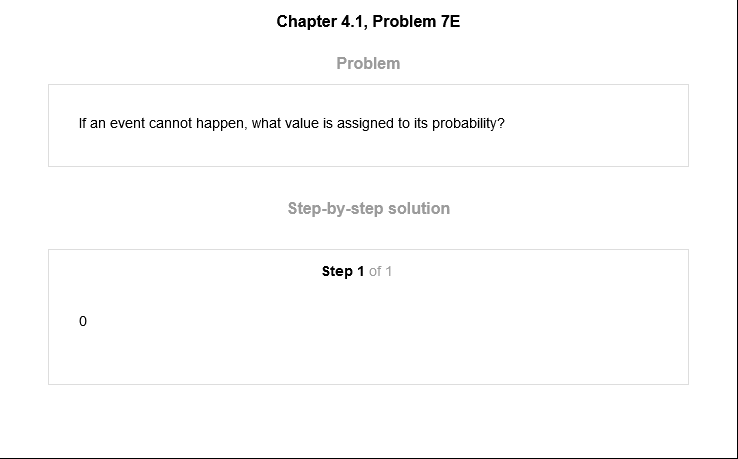 Chapter 4.1, Problem 7E
Problem
If an event cannot happen, what value is assigned to its probability?
Step-by-step solution
Step 1 of 1
0